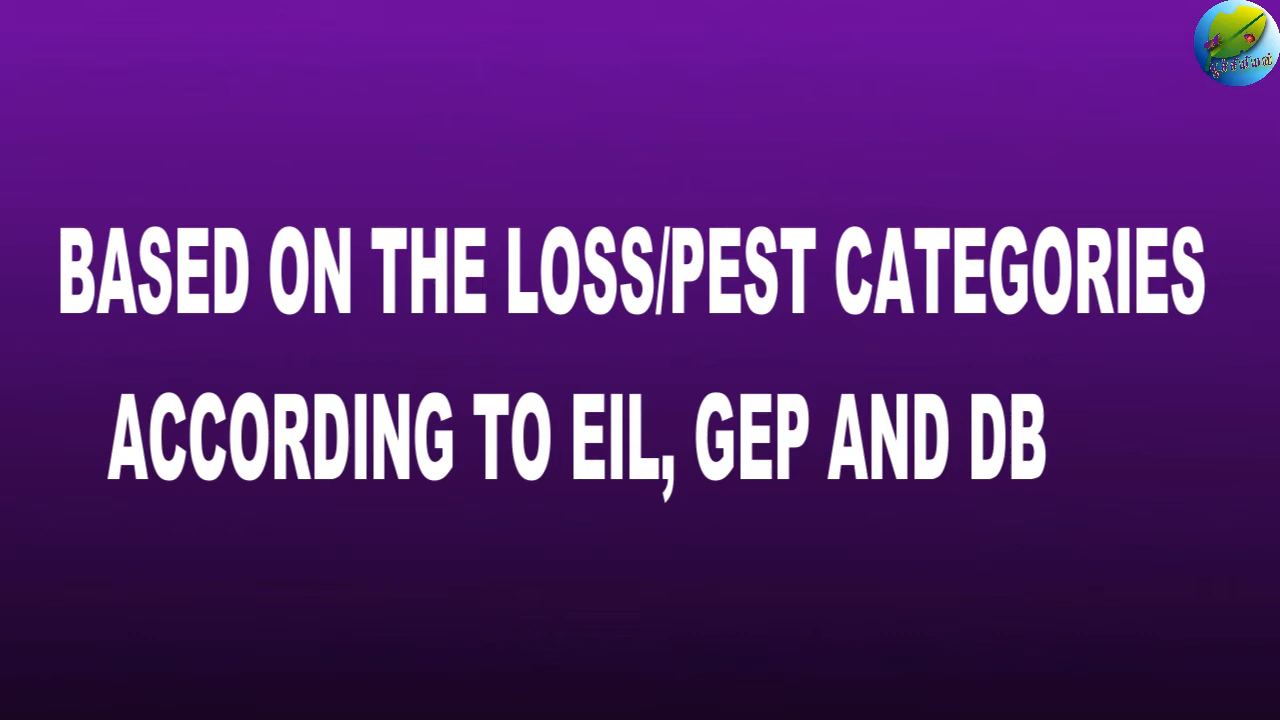 BASED ON THE LOSS/PEST CATEGORIES
ACCORDING TO EIL, GEP AND DB